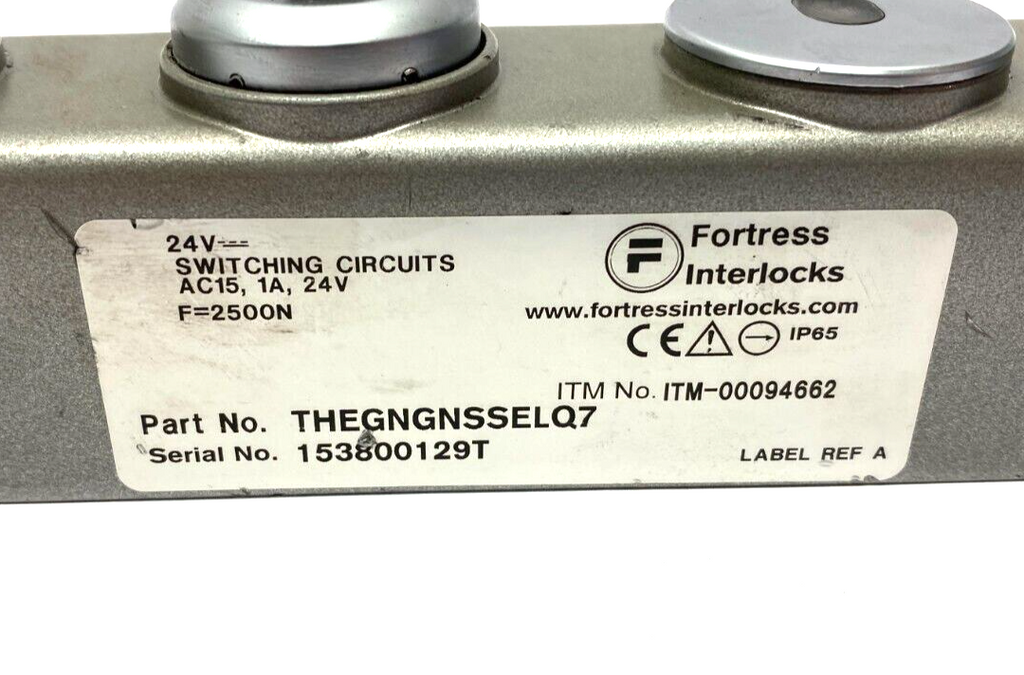 24V⎓
SWITCHING CIRCUITS
AC15, 1A, 24V
F=2500N
Fortress
Interlocks
www.fortressinterlocks.com
CE IP65
ITM No. ITM-00094662
Part No. THEGNGNSSELQ7
Serial No. 153800129T
LABEL REF A